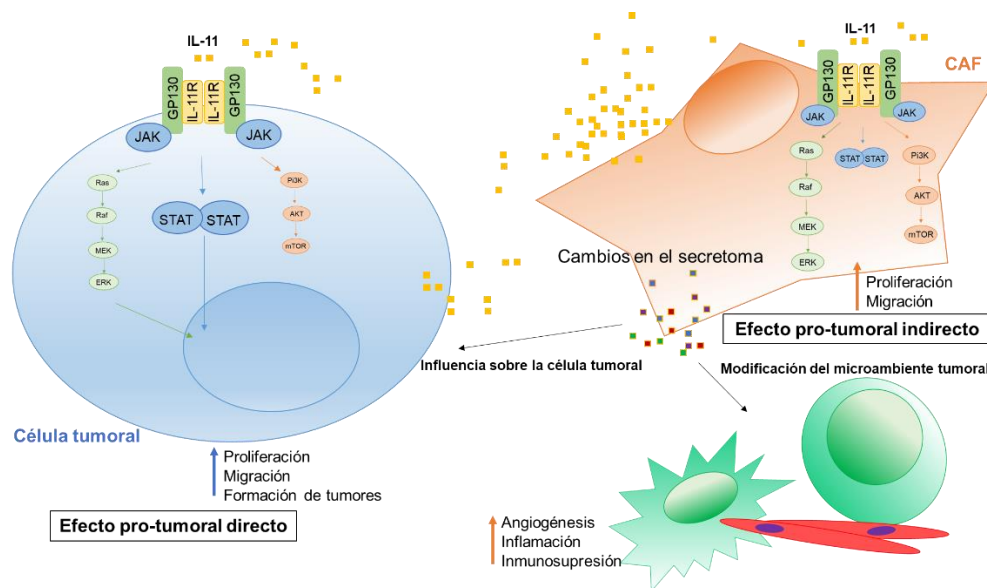 IL-11
GP130
IL-11R
IL-11R
GP130
JAK
JAK
Ras
Raf
MEK
ERK
STAT
STAT
Pi3K
AKT
mTOR
Célula tumoral
Proliferación
Migración
Formación de tumores
Efecto pro-tumoral directo
IL-11
CAF
GP130
IL-11R
IL-11R
GP130
JAK
JAK
Ras
Raf
MEK
ERK
STAT
STAT
Pi3K
AKT
mTOR
Cambios en el secretoma
Proliferación
Migración
Efecto pro-tumoral indirecto
Influencia sobre la célula tumoral
Modificación del microambiente tumoral
Angiogénesis
Inflamación
Inmunosupresión